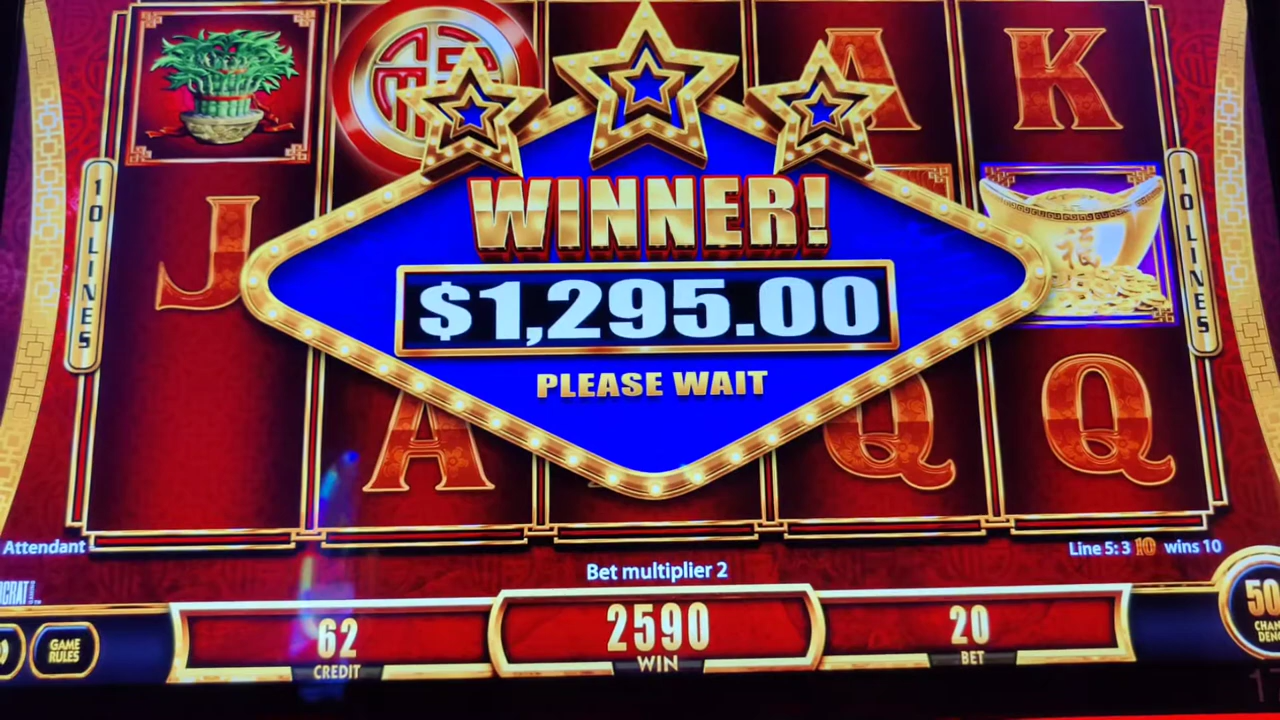 A
K
10 LINES
J
WINNER!
福
10 LINES
$1,295.00
PLEASE WAIT
A
Q
Q
Attendant
Line 5: 3 10 wins 10
Bet multiplier 2
62
2590
20
50
GAME
RULES
CREDIT
WIN
BET